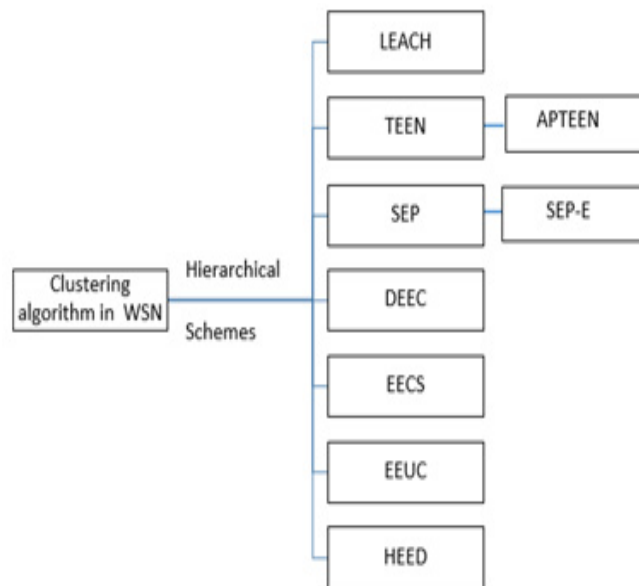 LEACH
TEEN
APTEEN
SEP
SEP-E
Hierarchical
Schemes
Clustering
algorithm in WSN
DEEC
EECS
EEUC
HEED